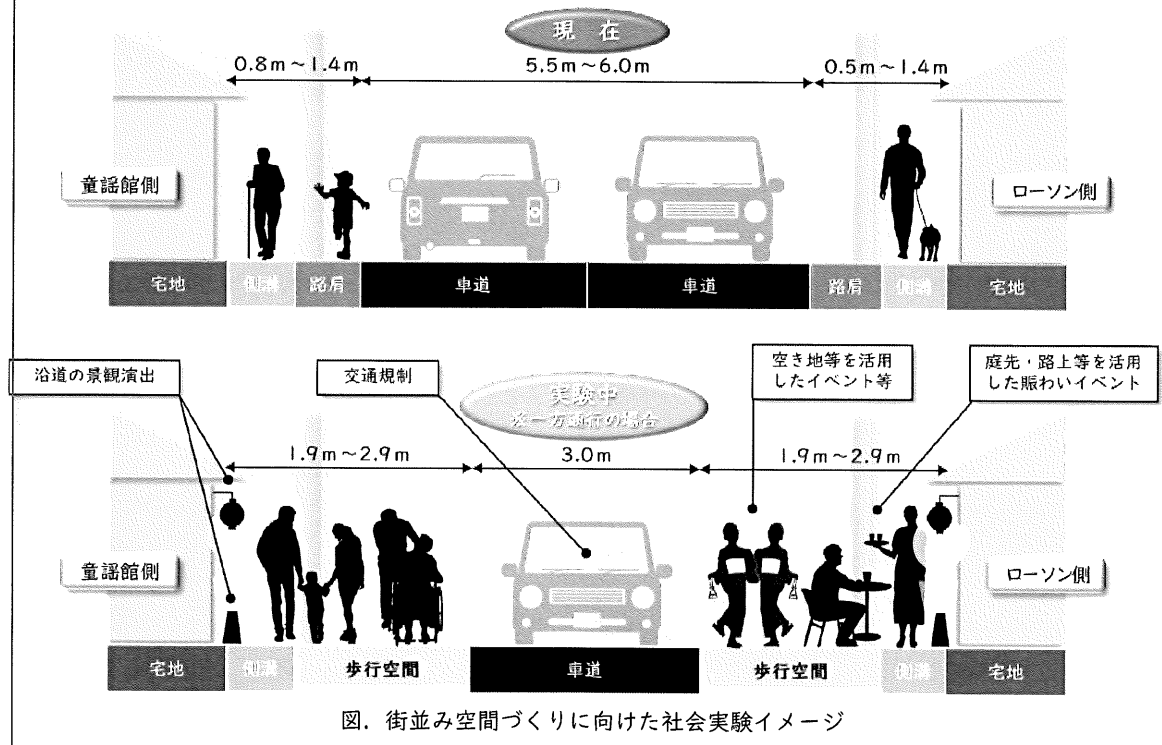 現 在
0.8m～1.4m
5.5m～6.0m
0.5m～1.4m
童謡館側
ローソン側
宅地
側溝
路肩
車道
車道
路肩
側溝
宅地
沿道の景観演出
交通規制
空き地等を活用
したイベント等
庭先・路上等を活用
した賑わいイベント
実験中
※一方通行の場合
1.9m～2.9m
3.0m
1.9m～2.9m
童謡館側
ローソン側
宅地
側溝
歩行空間
車道
歩行空間
側溝
宅地
図．街並み空間づくりに向けた社会実験イメージ